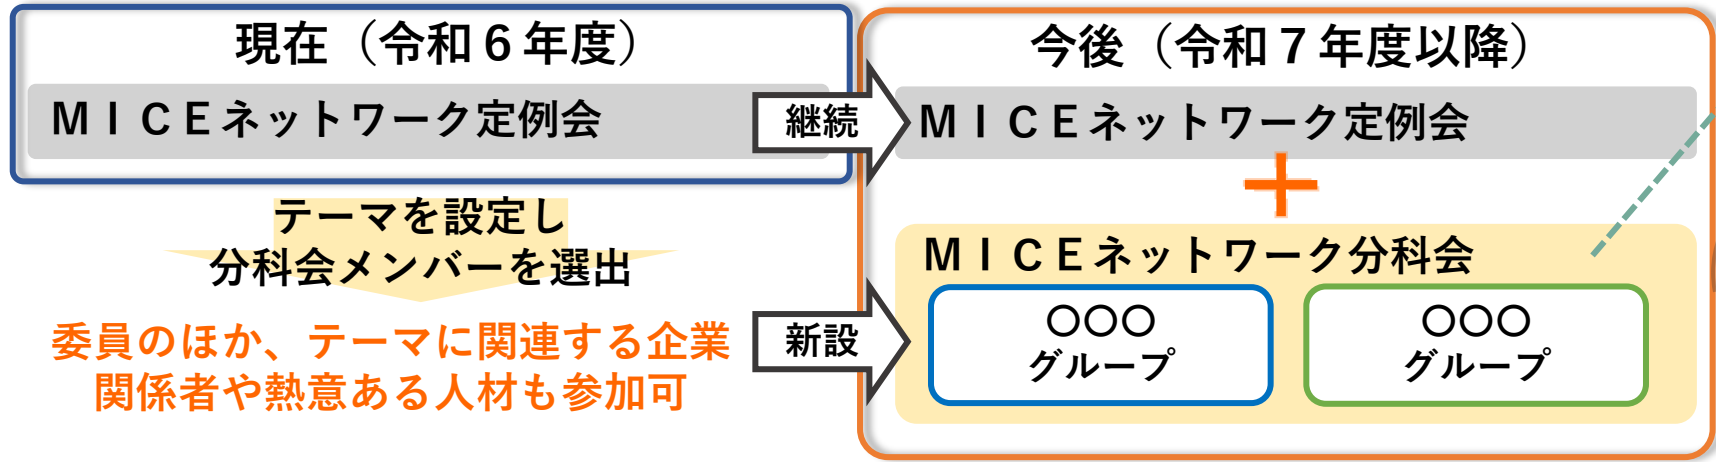 現在（令和６年度）
ＭＩＣＥネットワーク定例会
テーマを設定し
分科会メンバーを選出
委員のほか、テーマに関連する企業
関係者や熱意ある人材も参加可
継続
新設
今後（令和７年度以降）
ＭＩＣＥネットワーク定例会
＋
ＭＩＣＥネットワーク分科会
〇〇〇
グループ
〇〇〇
グループ